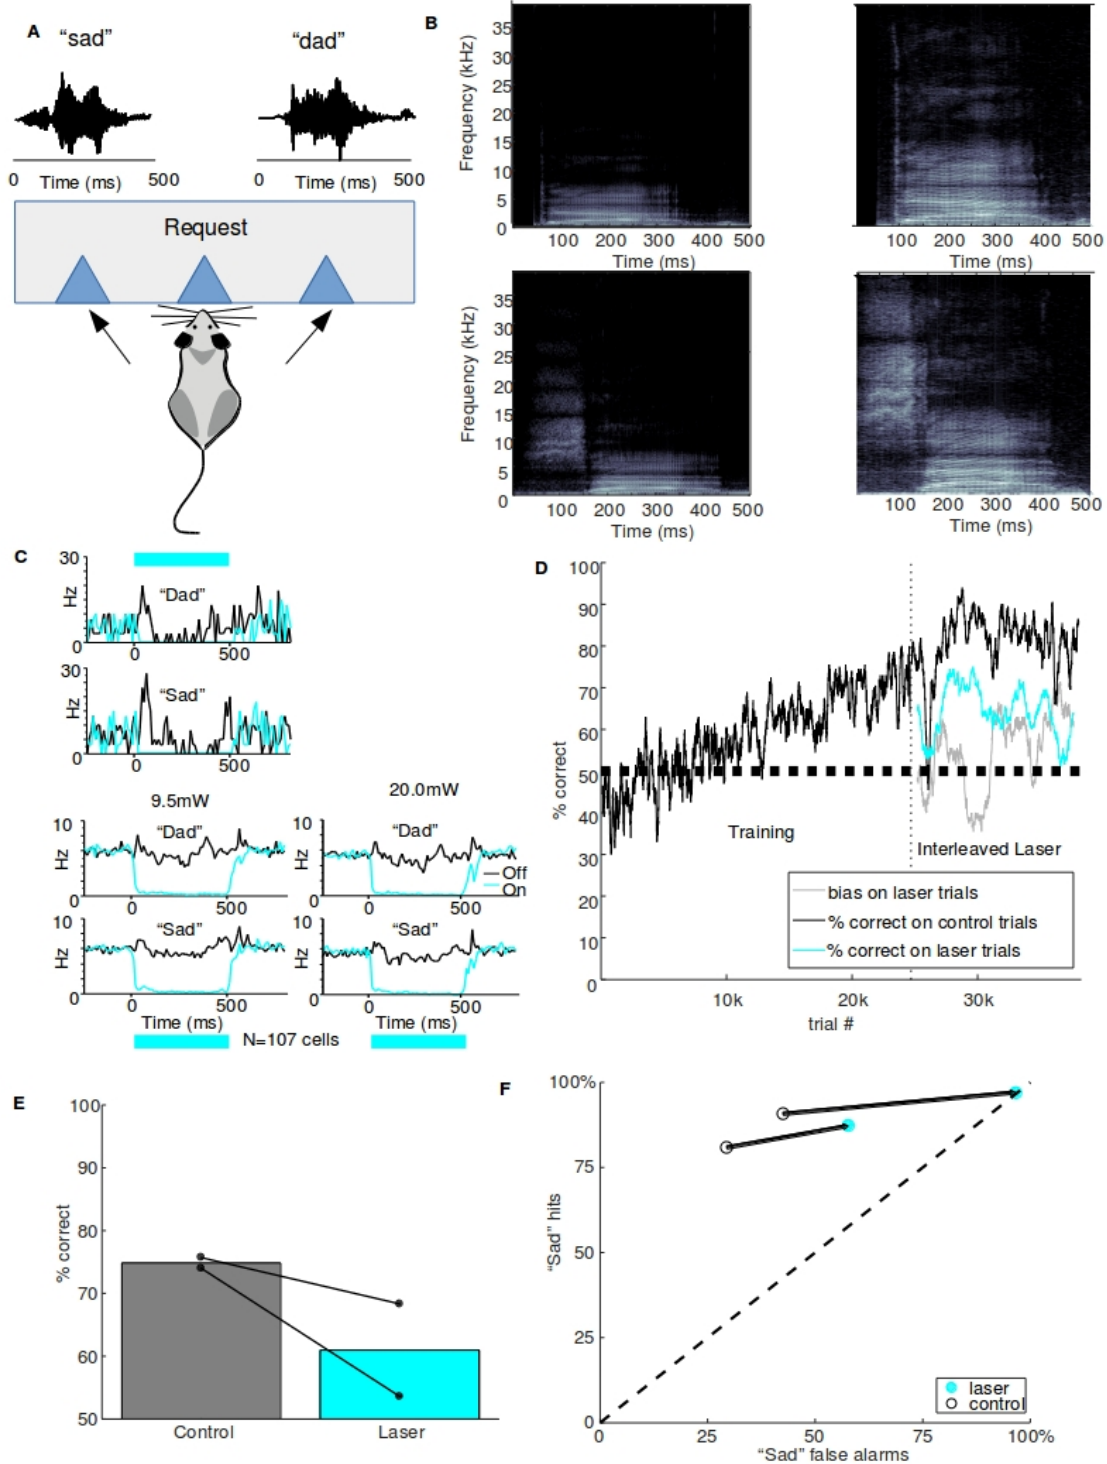 A
“sad”
“dad”
0 Time (ms) 500
0 Time (ms) 500
Request
B
Frequency (kHz)
35
30
25
20
15
10
5
0
100 200 300 400 500
Time (ms)
100 200 300 400 500
Time (ms)
Frequency (kHz)
35
30
25
20
15
10
5
0
100 200 300 400 500
Time (ms)
100 200 300 400 500
Time (ms)
C
30
Hz
“Dad”
0
0 500
30
Hz
“Sad”
0
0 500
9.5mW
20.0mW
10
Hz
“Dad”
0
0 500
10
Hz
“Dad”
Off
On
0
0 500
10
Hz
“Sad”
0
0 500
Time (ms)
10
Hz
“Sad”
0
0 500
Time (ms)
N=107 cells
D
% correct
100
90
80
70
60
50
40
30
20
10
0
Training
Interleaved Laser
bias on laser trials
% correct on control trials
% correct on laser trials
10k 20k 30k
trial #
E
% correct
100
90
80
70
60
50
Control Laser
F
“Sad” hits
100%
75
50
25
0
laser
control
0 25 50 75 100%
“Sad” false alarms